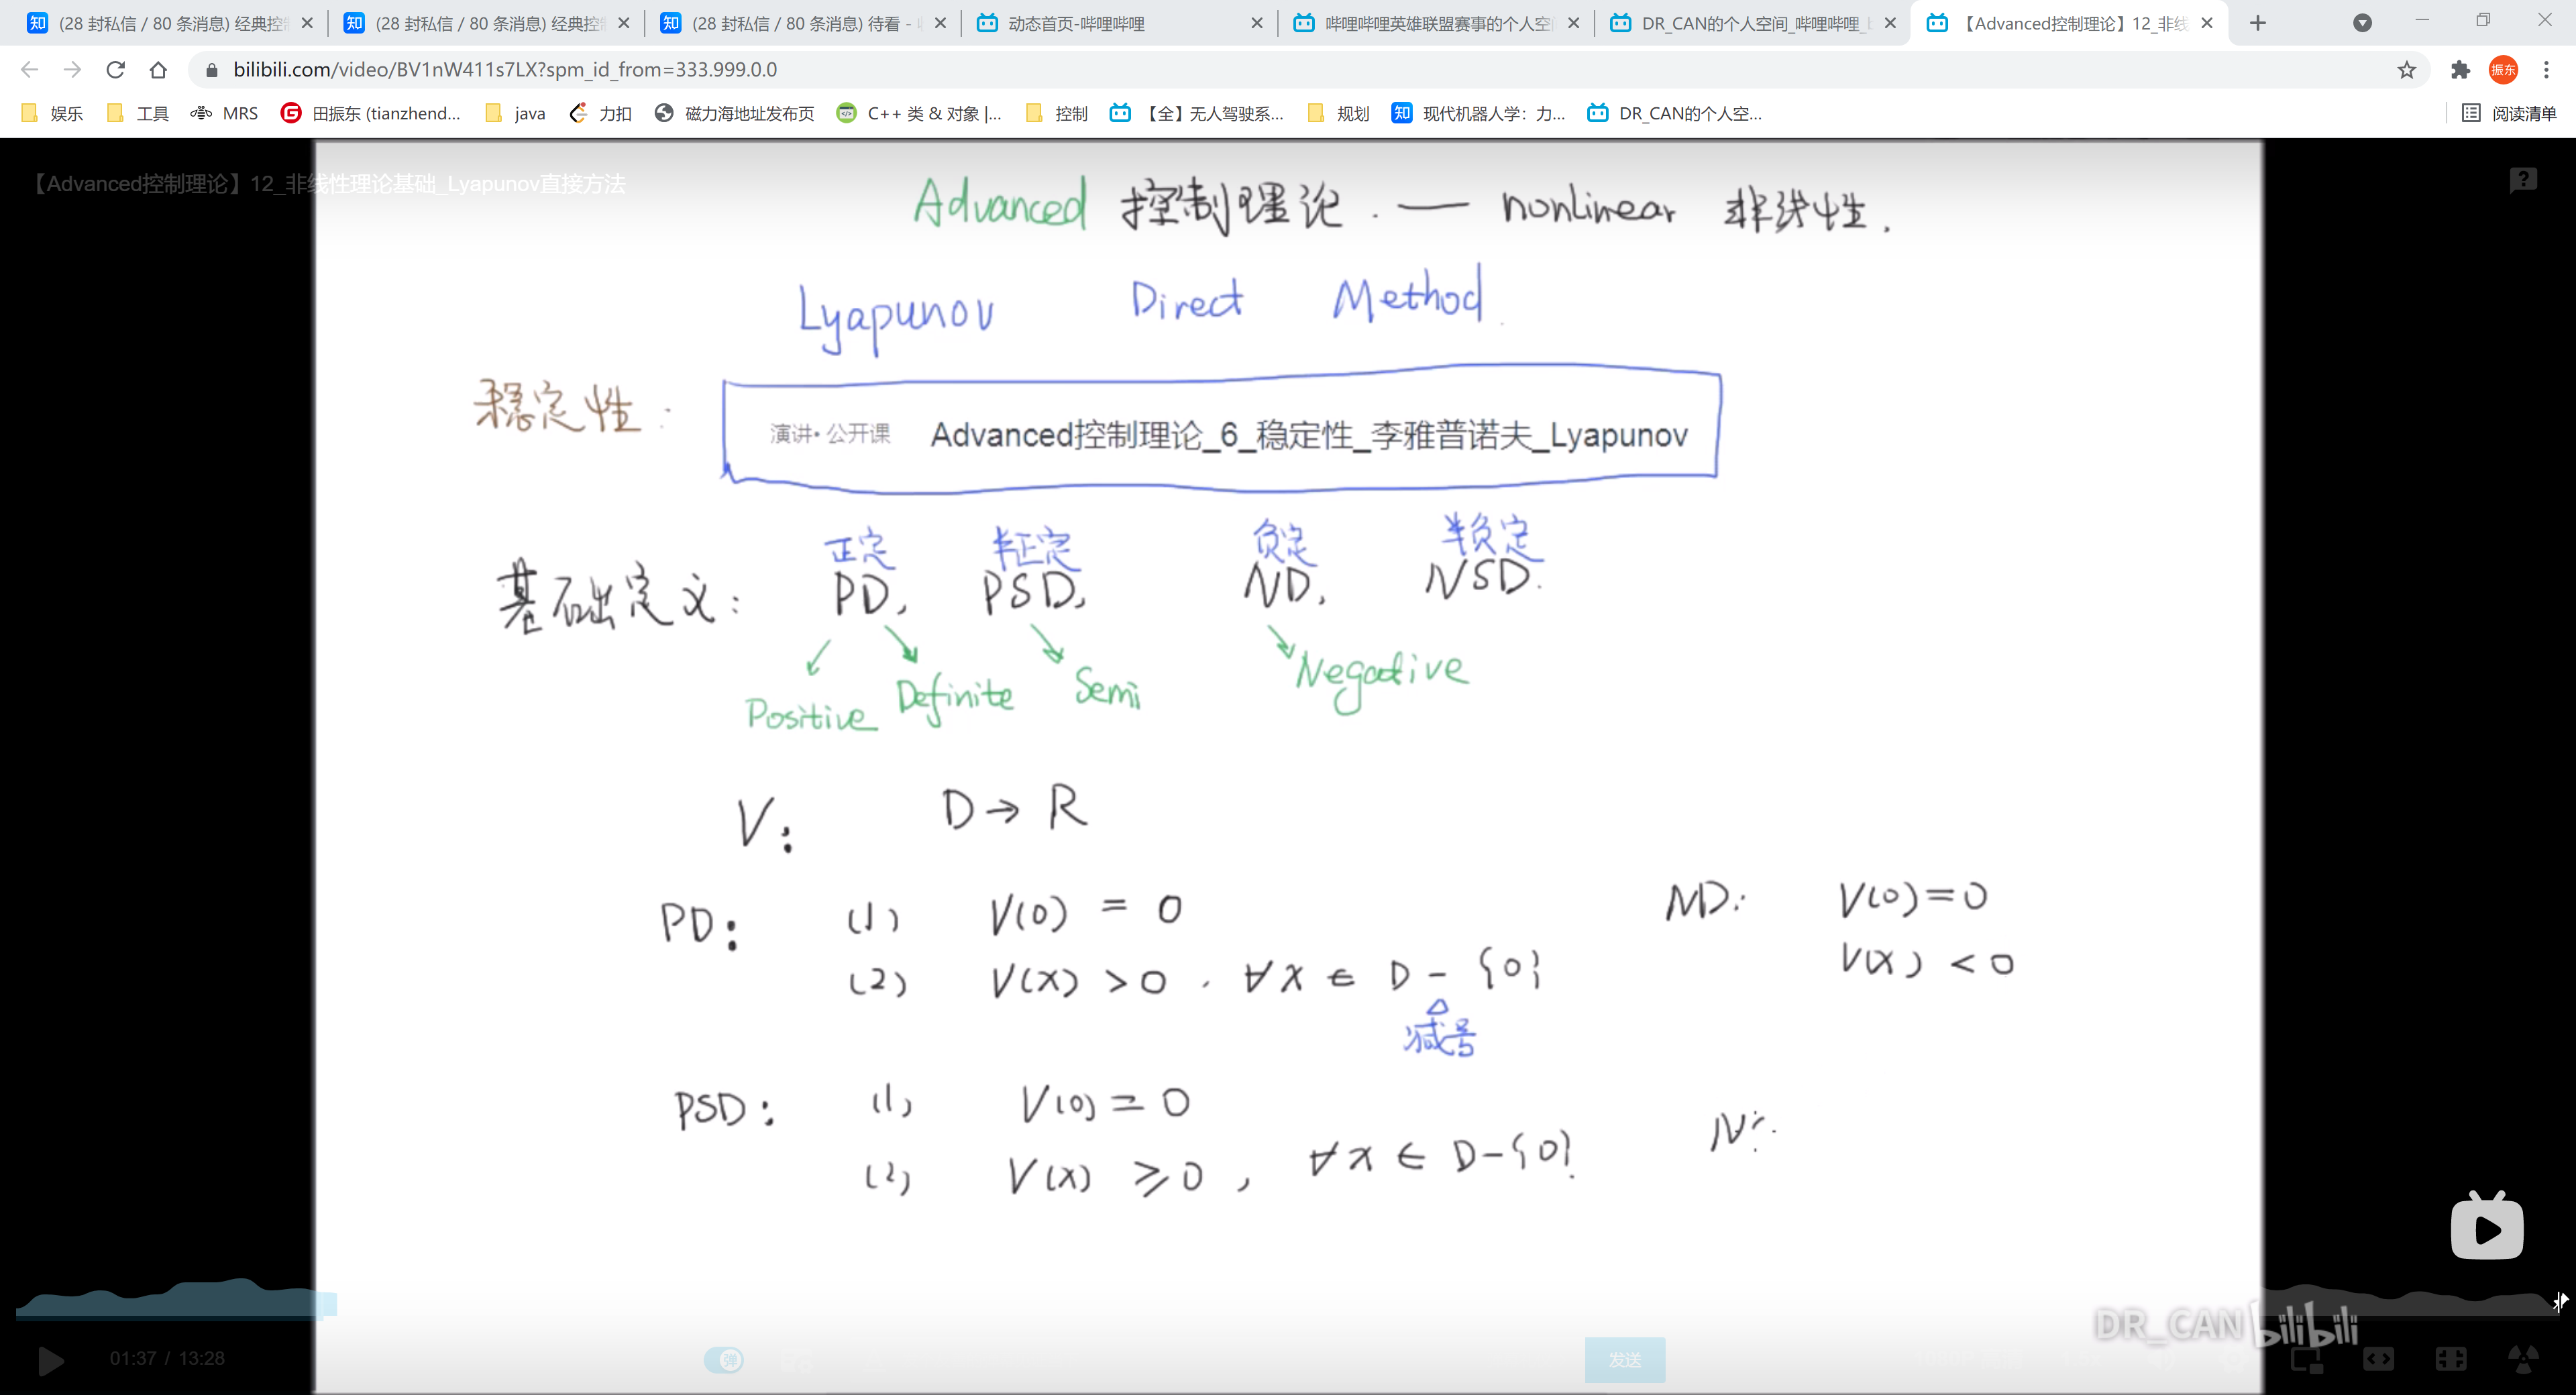 (28 封私信 / 80 条消息) 经典控
(28 封私信 / 80 条消息) 经典控
(28 封私信 / 80 条消息) 待看 -
动态首页-哔哩哔哩
哔哩哔哩英雄联盟赛事的个人空
DR_CAN的个人空间_哔哩哔哩_
【Advanced控制理论】12_非线
bilibili.com/video/BV1nW411s7LX?spm_id_from=333.999.0.0
振东
娱乐 工具 MRS 田振东 (tianzhend... java 力扣 磁力海地址发布页 C++ 类 & 对象 |... 控制 【全】无人驾驶系... 规划 现代机器人学：力... DR_CAN的个人空... 阅读清单
【Advanced控制理论】12_非线性理论基础_Lyapunov直接方法
Advanced 控制理论. — nonlinear 非线性.
Lyapunov Direct Method
稳定性:
演讲·公开课 Advanced控制理论_6_稳定性_李雅普诺夫_Lyapunov
正定 半正定 负定 半负定
基础定义: PD, PSD, ND, NSD.
Positive Definite Semi Negative
V: D → R
PD: (1) V(0) = 0
(2) V(x) > 0 , ∀x ∈ D - {0}
减号
ND: V(0) = 0
V(x) < 0
PSD: (1) V(0) = 0
(2) V(x) ≥ 0 , ∀x ∈ D-{0}
N
DR_CAN bilibili
01:37 / 13:28
弹
发送